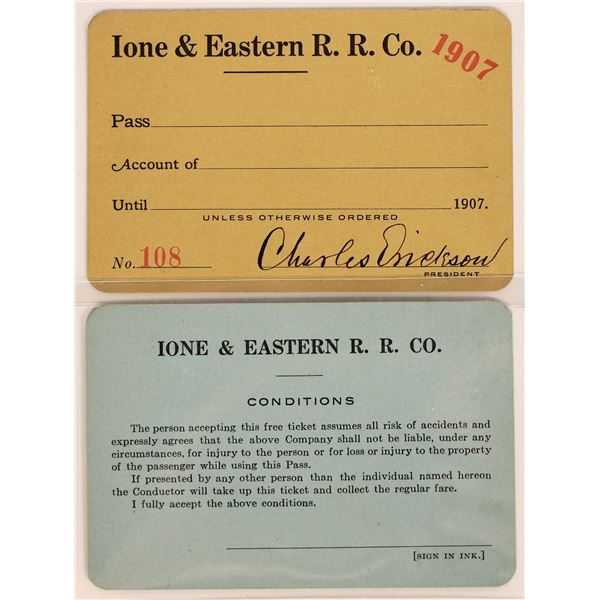 Ione & Eastern R. R. Co. 1907
Pass
Account of
Until 1907.
UNLESS OTHERWISE ORDERED
No. 108 Charles Erickson
PRESIDENT
IONE & EASTERN R. R. CO.
CONDITIONS
The person accepting this free ticket assumes all risk of accidents and
expressly agrees that the above Company shall not be liable, under any
circumstances, for injury to the person or for loss or injury to the property
of the passenger while using this Pass.
If presented by any other person than the individual named hereon
the Conductor will take up this ticket and collect the regular fare.
I fully accept the above conditions.
[SIGN IN INK.]